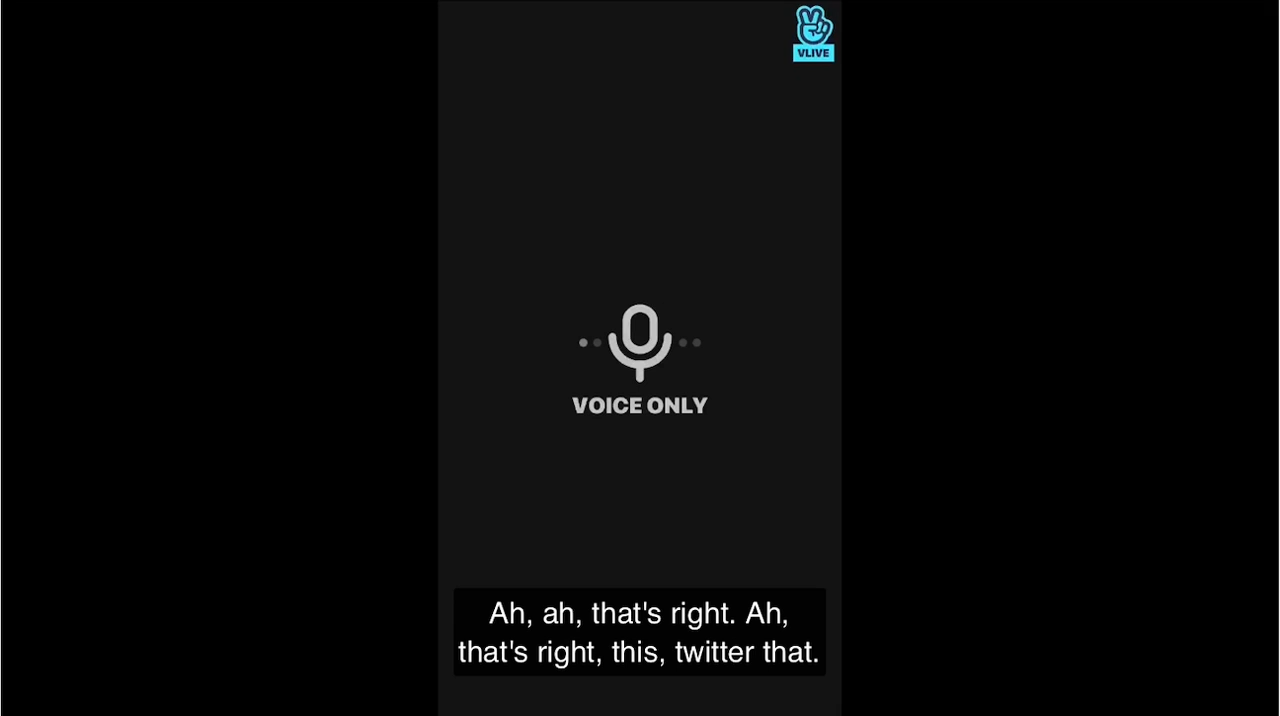 VLIVE
VOICE ONLY
Ah, ah, that's right. Ah,
that's right, this, twitter that.